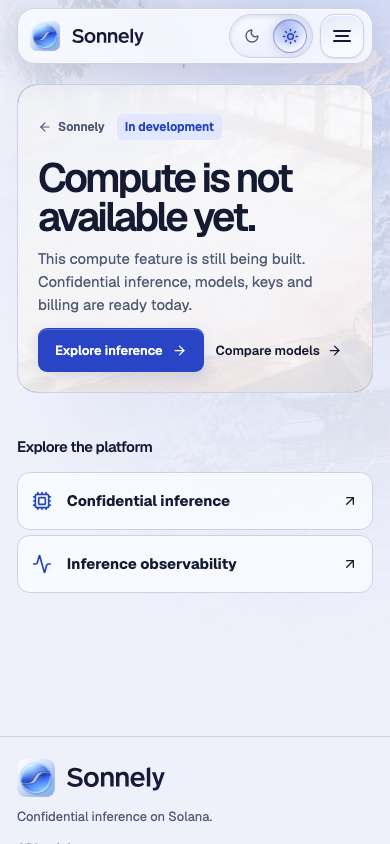 Sonnely
Sonnely
In development
Compute is not
available yet.
This compute feature is still being built.
Confidential inference, models, keys and
billing are ready today.
Explore inference
Compare models
Explore the platform
Confidential inference
Inference observability
Sonnely
Confidential inference on Solana.